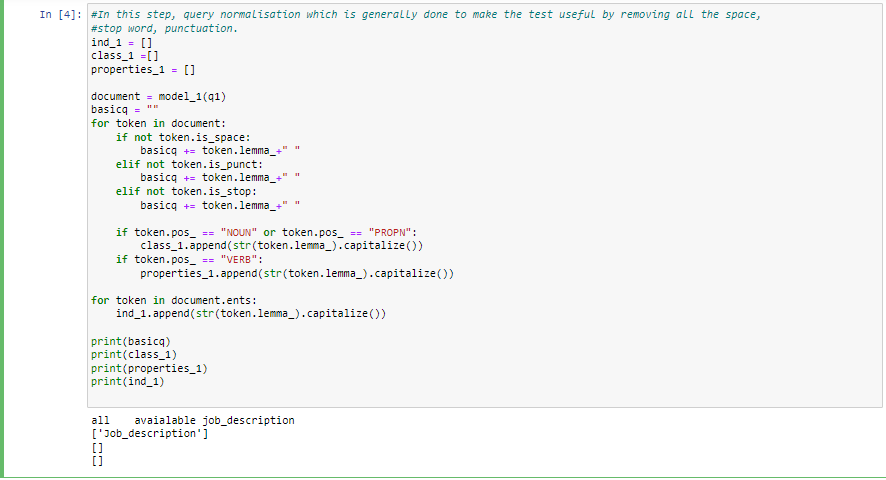 In [4]: #In this step, query normalisation which is generally done to make the test useful by removing all the space,
#stop word, punctuation.
ind_1 = []
class_1 =[]
properties_1 = []

document = model_1(q1)
basicq = ""
for token in document:
    if not token.is_space:
        basicq += token.lemma_+" "
    elif not token.is_punct:
        basicq += token.lemma_+" "
    elif not token.is_stop:
        basicq += token.lemma_+" "

    if token.pos_ == "NOUN" or token.pos_ == "PROPN":
        class_1.append(str(token.lemma_).capitalize())
    if token.pos_ == "VERB":
        properties_1.append(str(token.lemma_).capitalize())

for token in document.ents:
    ind_1.append(str(token.lemma_).capitalize())

print(basicq)
print(class_1)
print(properties_1)
print(ind_1)

all    avaialable job_description
['Job_description']
[]
[]